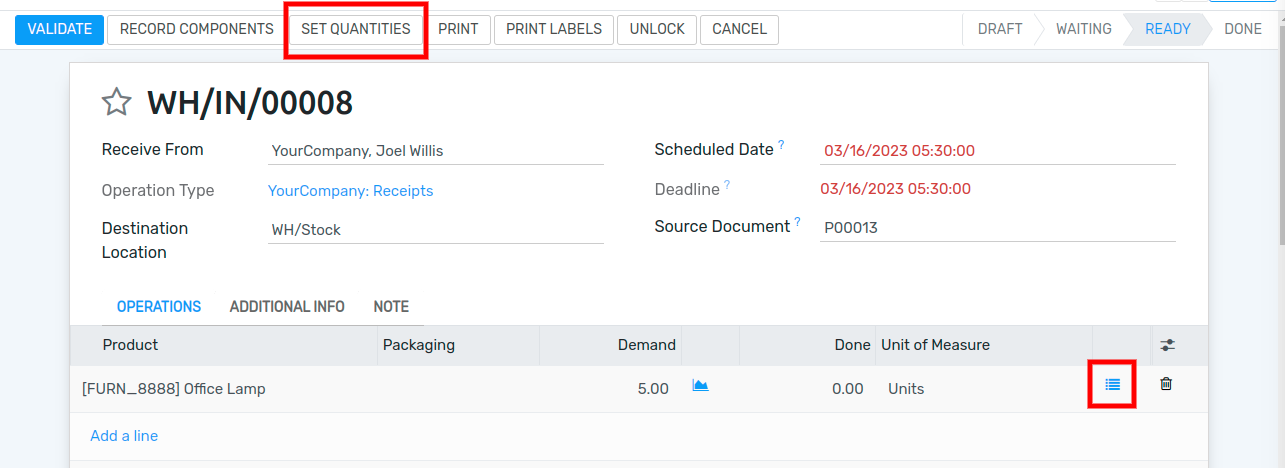 VALIDATE RECORD COMPONENTS SET QUANTITIES PRINT PRINT LABELS UNLOCK CANCEL DRAFT WAITING READY DONE
WH/IN/00008
Receive From YourCompany, Joel Willis Scheduled Date ? 03/16/2023 05:30:00
Operation Type YourCompany: Receipts Deadline ? 03/16/2023 05:30:00
Destination Location WH/Stock Source Document ? P00013
OPERATIONS ADDITIONAL INFO NOTE
Product Packaging Demand Done Unit of Measure
[FURN_8888] Office Lamp 5.00 0.00 Units
Add a line